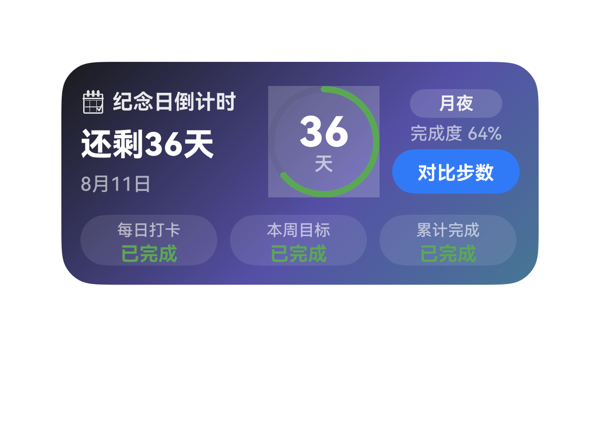 纪念日倒计时
还剩36天
8月11日
36
天
月夜
完成度 64%
对比步数
每日打卡
已完成
本周目标
已完成
累计完成
已完成